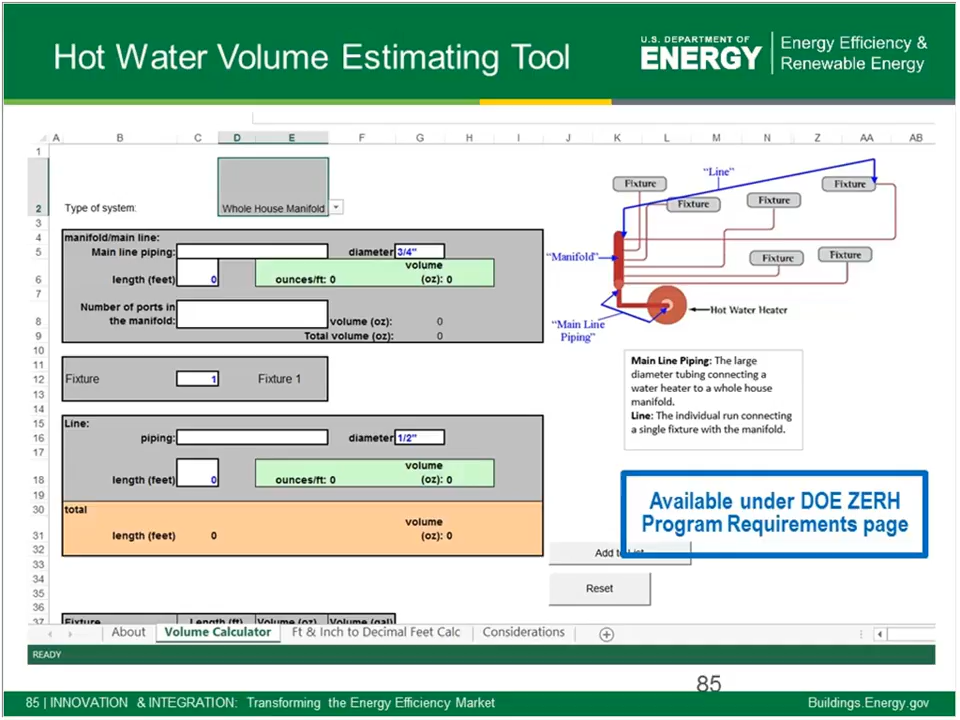 Hot Water Volume Estimating Tool
U.S. DEPARTMENT OF
ENERGY
Energy Efficiency &
Renewable Energy
A B C D E F G H I J K L M N Z AA AB
1
2 Type of system: Whole House Manifold
3
4 manifold/main line:
5 Main line piping: diameter 3/4"
volume
6 length (feet) 0 ounces/ft: 0 (oz): 0
7
Number of ports in
8 the manifold: volume (oz): 0
9 Total volume (oz): 0
10
11
12 Fixture 1 Fixture 1
13
14
15 Line:
16 piping: diameter 1/2"
17
volume
18 length (feet) 0 ounces/ft: 0 (oz): 0
19
30 total
volume
31 length (feet) 0 (oz): 0
32
33
34
35
36
37 Fixture Length (ft) Volume (oz) Volume (gal)
"Line"
Fixture
Fixture
Fixture
Fixture
"Manifold"
Fixture
Fixture
Hot Water Heater
"Main Line
Piping"
Main Line Piping: The large
diameter tubing connecting a
water heater to a whole house
manifold.
Line: The individual run connecting
a single fixture with the manifold.
Available under DOE ZERH
Program Requirements page
Add to List
Reset
About Volume Calculator Ft & Inch to Decimal Feet Calc Considerations
READY
85
85 | INNOVATION & INTEGRATION: Transforming the Energy Efficiency Market
Buildings.Energy.gov